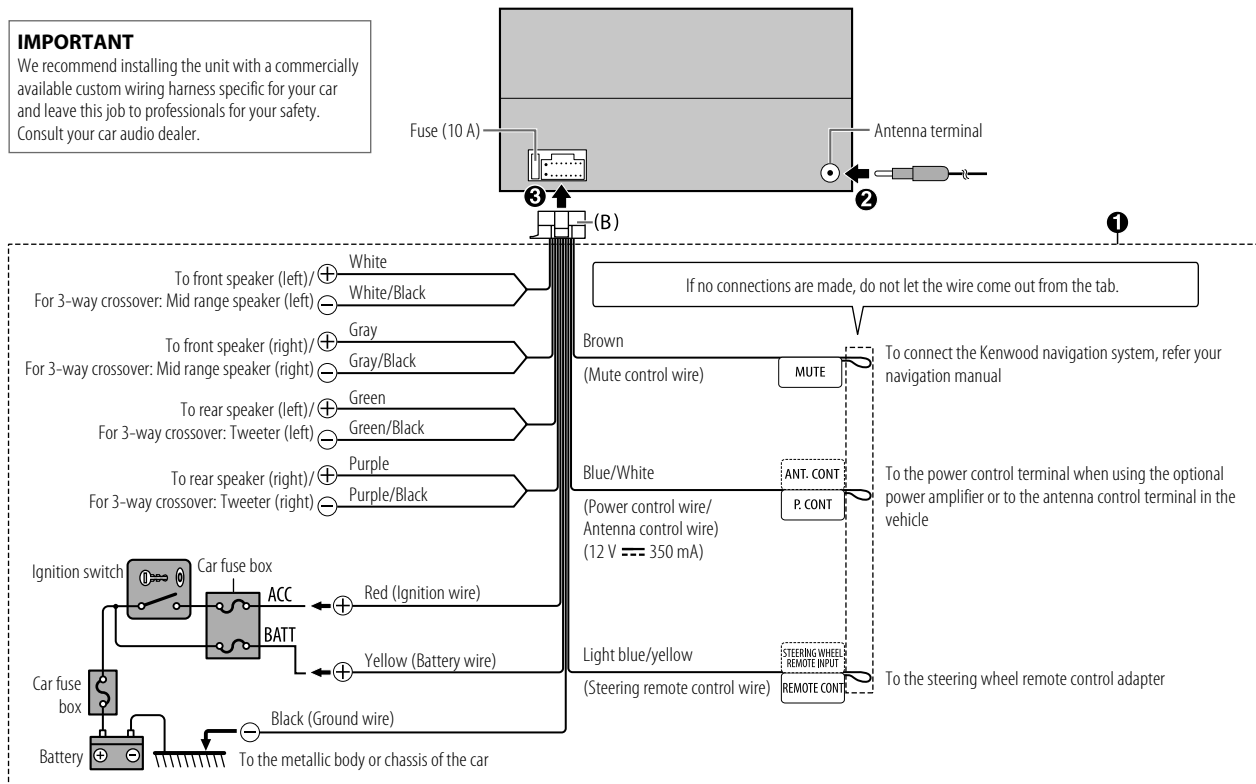 IMPORTANT
We recommend installing the unit with a commercially
available custom wiring harness specific for your car
and leave this job to professionals for your safety.
Consult your car audio dealer.
Fuse (10 A)
Antenna terminal
❸
❷
(B)
❶
To front speaker (left)/ ⊕ White
For 3-way crossover: Mid range speaker (left) ⊖ White/Black
To front speaker (right)/ ⊕ Gray
For 3-way crossover: Mid range speaker (right) ⊖ Gray/Black
To rear speaker (left)/ ⊕ Green
For 3-way crossover: Tweeter (left) ⊖ Green/Black
To rear speaker (right)/ ⊕ Purple
For 3-way crossover: Tweeter (right) ⊖ Purple/Black
If no connections are made, do not let the wire come out from the tab.
Brown
(Mute control wire)
MUTE
To connect the Kenwood navigation system, refer your
navigation manual
Blue/White
(Power control wire/
Antenna control wire)
(12 V ⎓ 350 mA)
ANT. CONT
P. CONT
To the power control terminal when using the optional
power amplifier or to the antenna control terminal in the
vehicle
Ignition switch
Car fuse box
ACC
⊕ Red (Ignition wire)
BATT
⊕ Yellow (Battery wire)
Light blue/yellow
(Steering remote control wire)
STEERING WHEEL
REMOTE INPUT
REMOTE CONT
To the steering wheel remote control adapter
Car fuse
box
⊖ Black (Ground wire)
Battery ⊕ ⊖
To the metallic body or chassis of the car